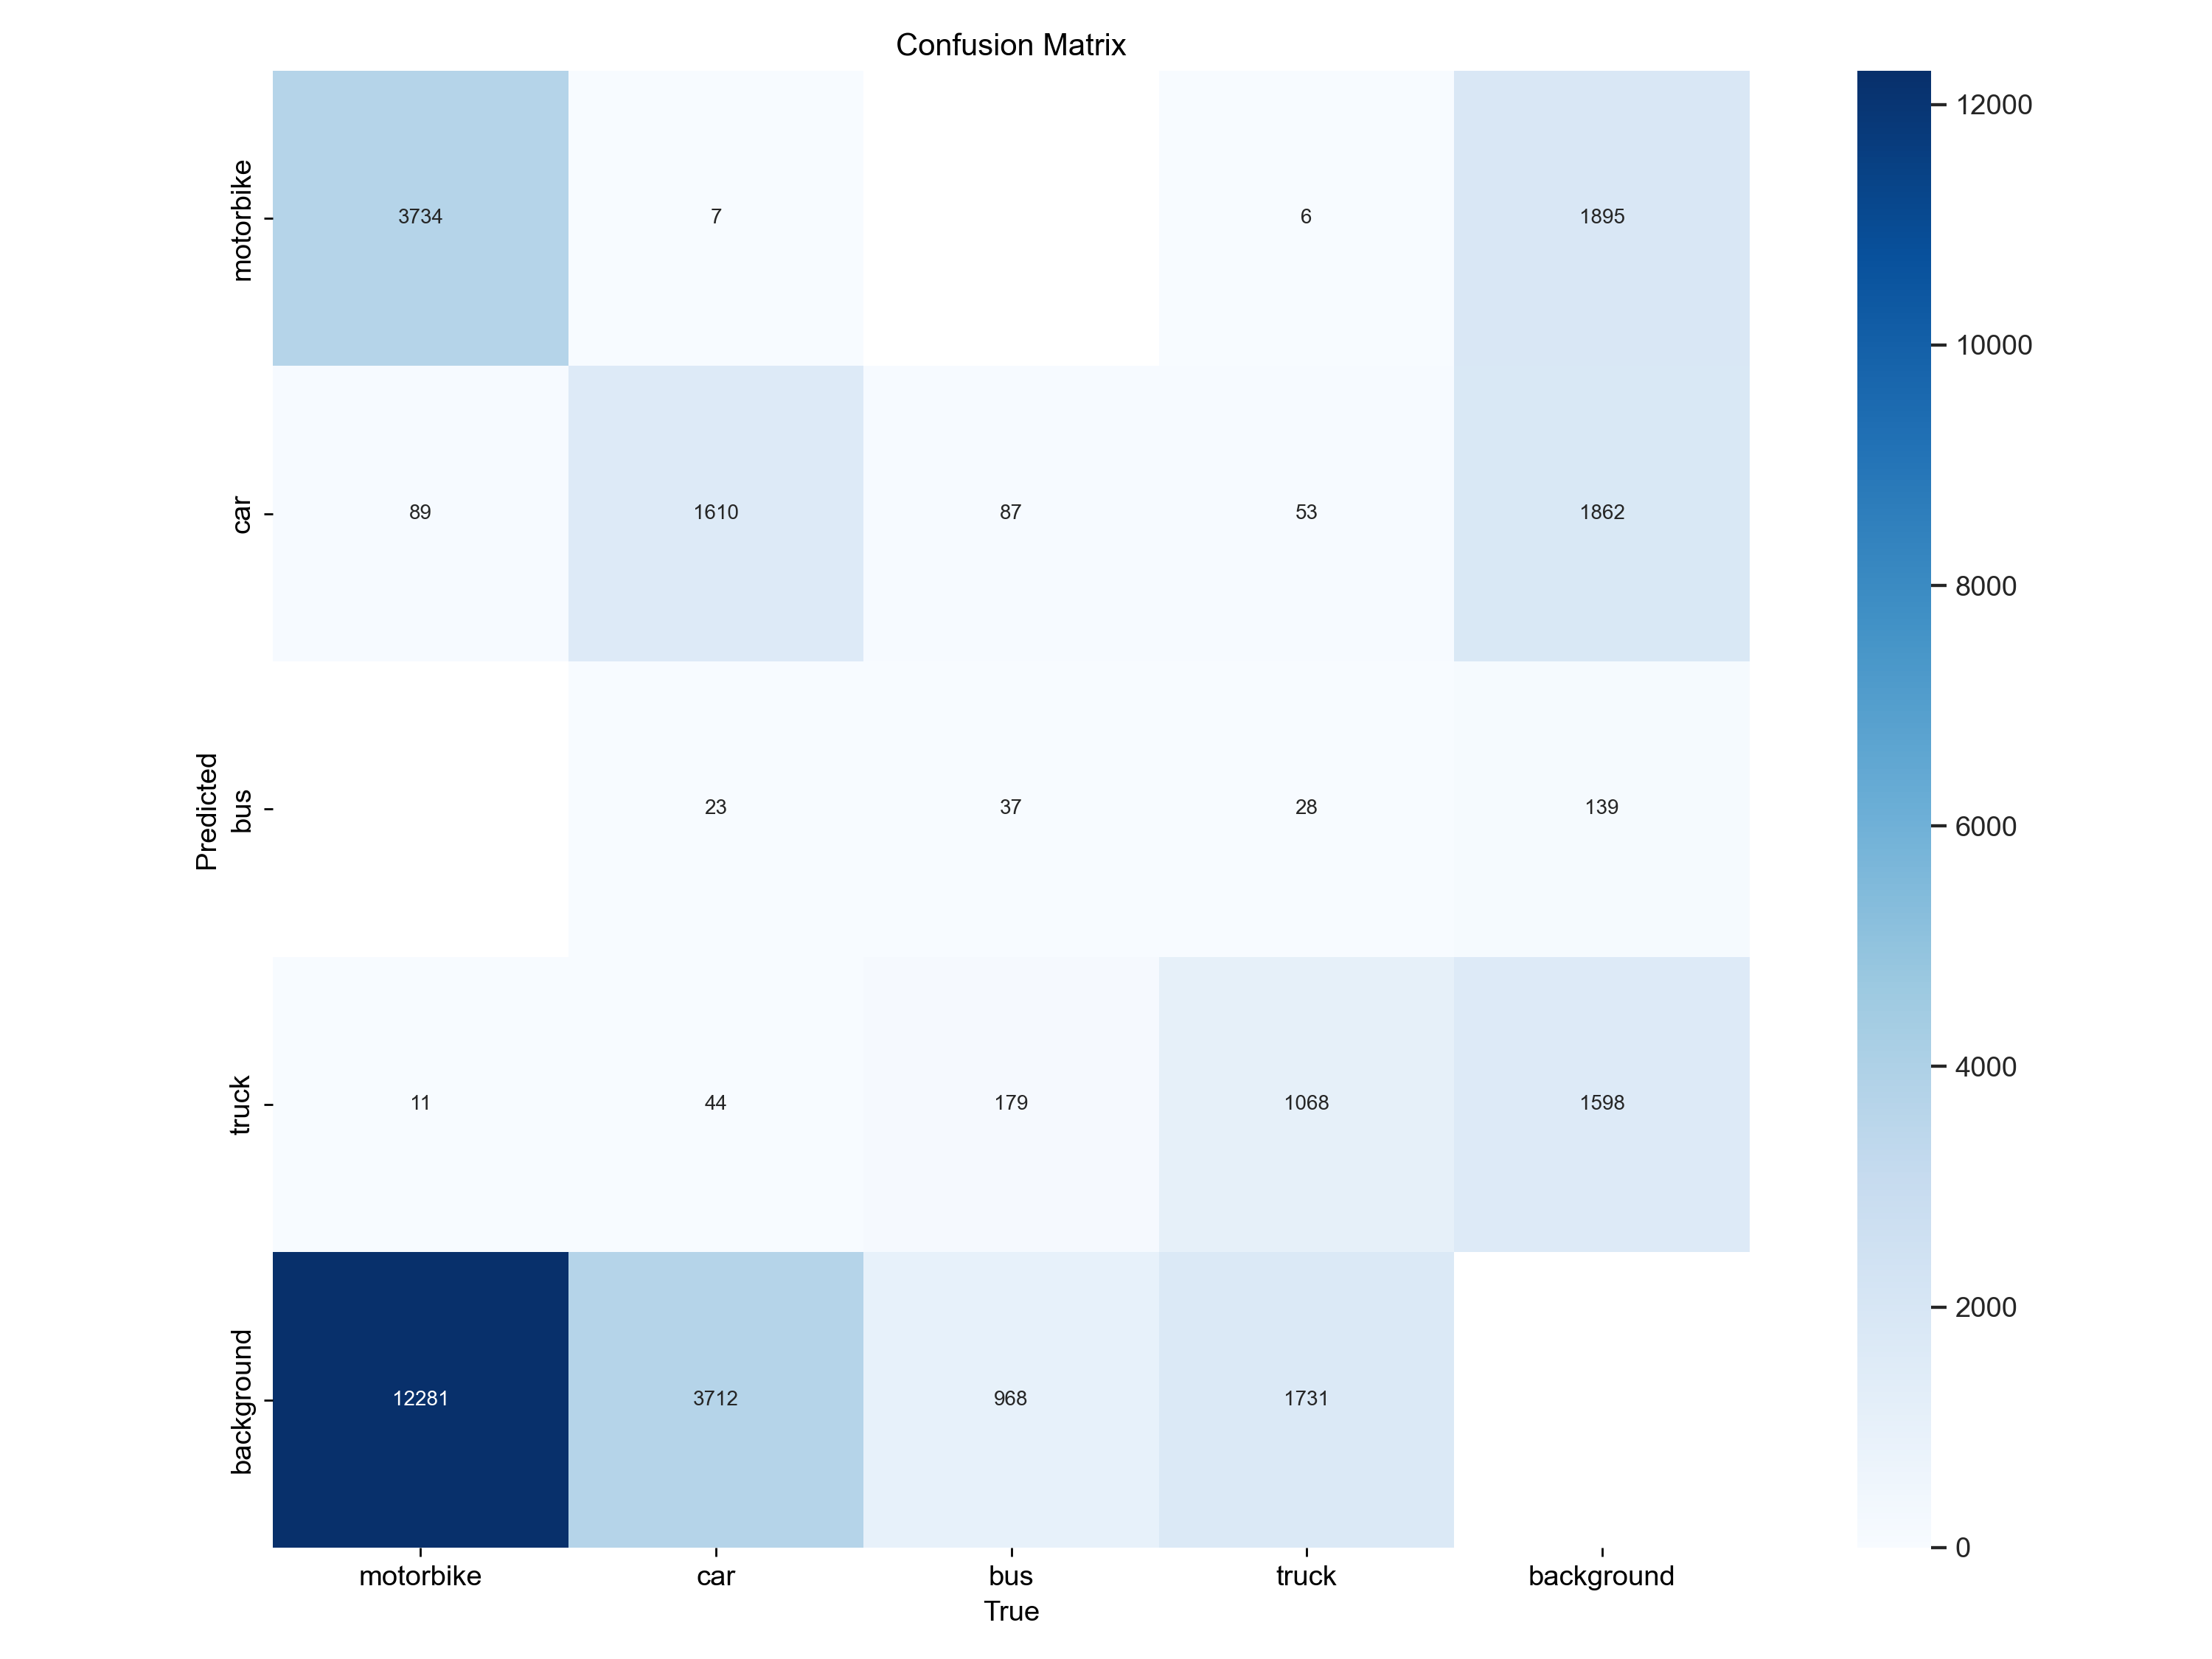 Confusion Matrix
Predicted
motorbike
3734
7
6
1895
car
89
1610
87
53
1862
bus
23
37
28
139
truck
11
44
179
1068
1598
background
12281
3712
968
1731
motorbike
car
bus
truck
background
True
12000
10000
8000
6000
4000
2000
0